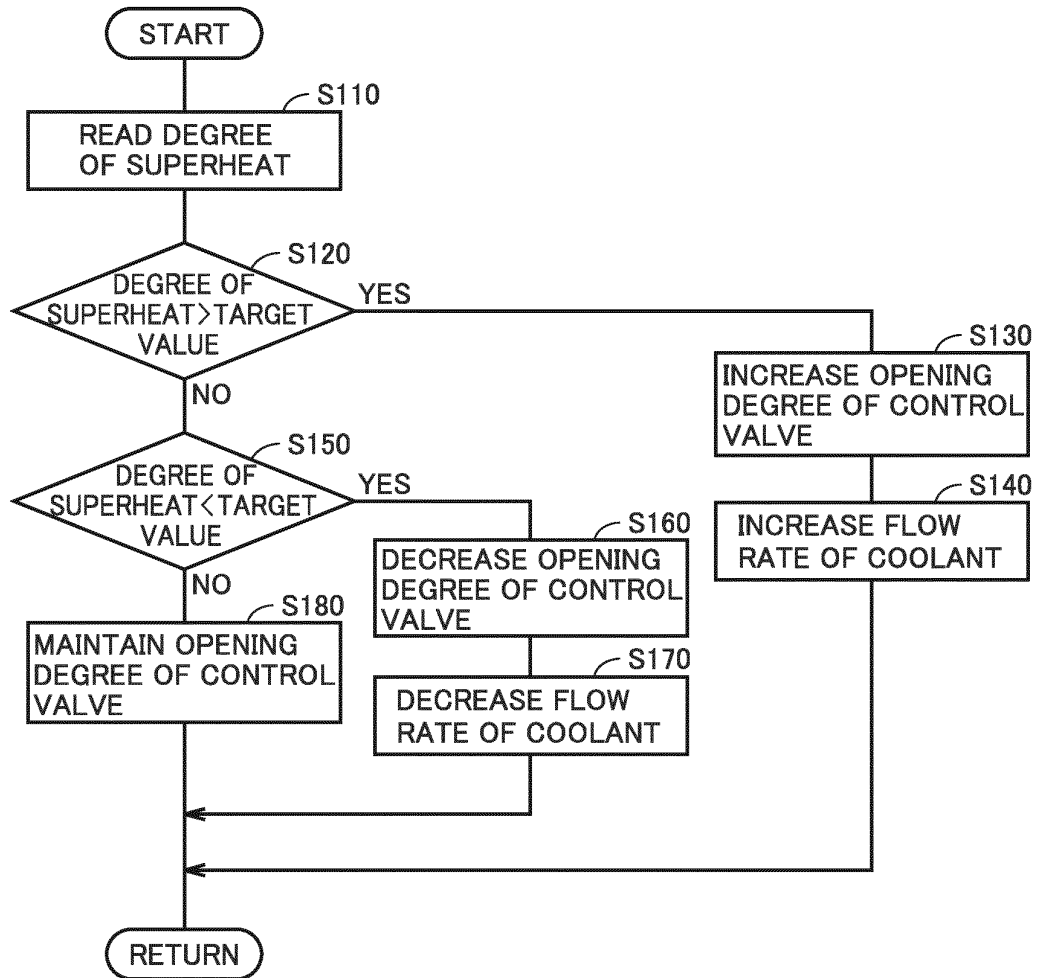 START
S110
READ DEGREE
OF SUPERHEAT
S120
DEGREE OF
SUPERHEAT>TARGET
VALUE
YES
NO
S130
INCREASE OPENING
DEGREE OF CONTROL
VALVE
S140
INCREASE FLOW
RATE OF COOLANT
S150
DEGREE OF
SUPERHEAT<TARGET
VALUE
YES
NO
S160
DECREASE OPENING
DEGREE OF CONTROL
VALVE
S170
DECREASE FLOW
RATE OF COOLANT
S180
MAINTAIN OPENING
DEGREE OF CONTROL
VALVE
RETURN